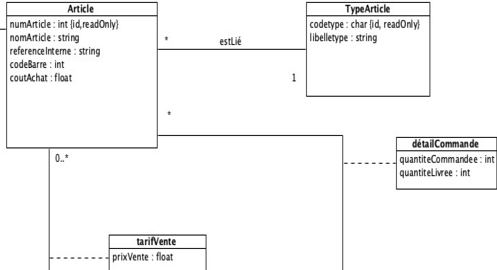 Article
numArticle : int {id,readOnly}
nomArticle : string
referenceInterne : string
codeBarre : int
coutAchat : float
TypeArticle
codetype : char {id, readOnly}
libelletype : string
*
estLié
1
*
0..*
détailCommande
quantiteCommandee : int
quantiteLivree : int
tarifVente
prixVente : float